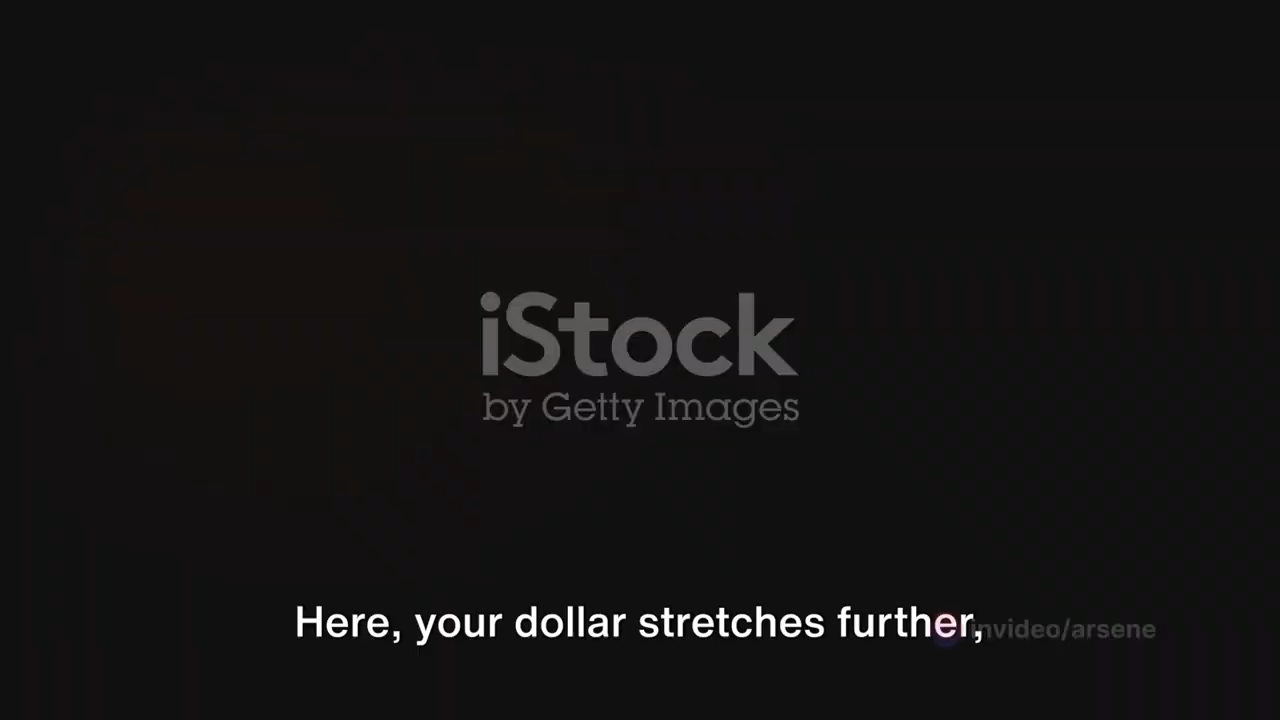 iStock
by Getty Images
Here, your dollar stretches further,
invideo/arsene